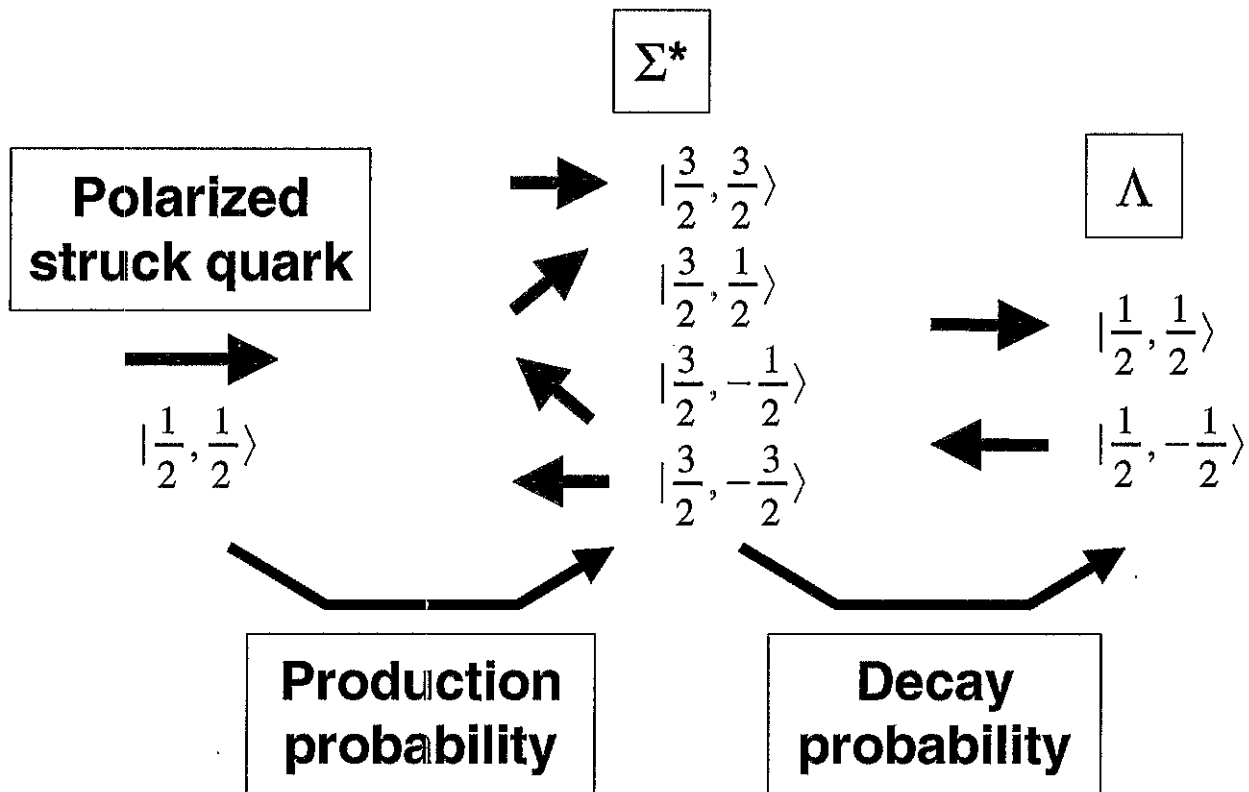 Σ*
Polarized
struck quark
|1/2, 1/2⟩
|3/2, 3/2⟩
|3/2, 1/2⟩
|3/2, -1/2⟩
|3/2, -3/2⟩
Λ
|1/2, 1/2⟩
|1/2, -1/2⟩
Production
probability
Decay
probability